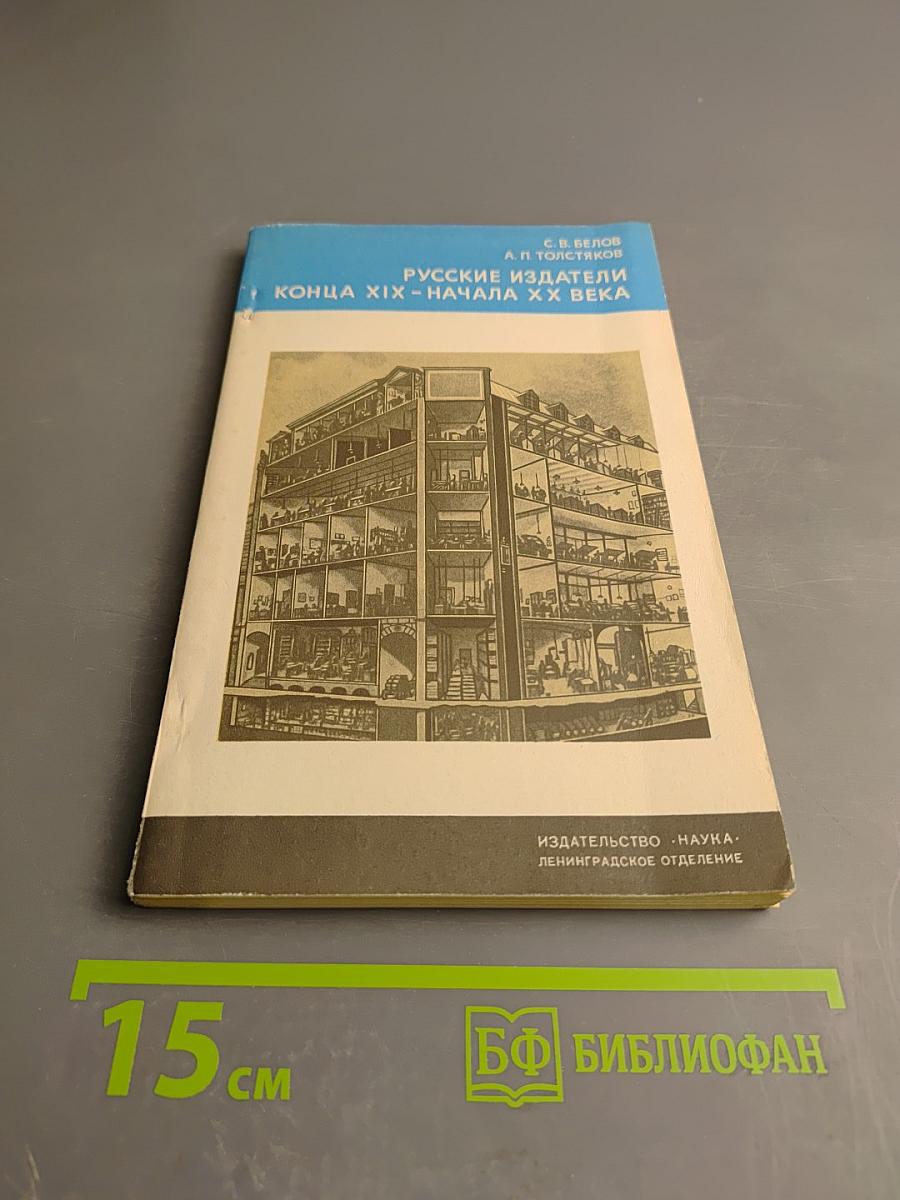 С. В. БЕЛОВ
А. П. ТОЛСТЯКОВ
РУССКИЕ ИЗДАТЕЛИ
КОНЦА XIX – НАЧАЛА XX ВЕКА
ИЗДАТЕЛЬСТВО «НАУКА»
ЛЕНИНГРАДСКОЕ ОТДЕЛЕНИЕ
15 см
БФ БИБЛИОФАН